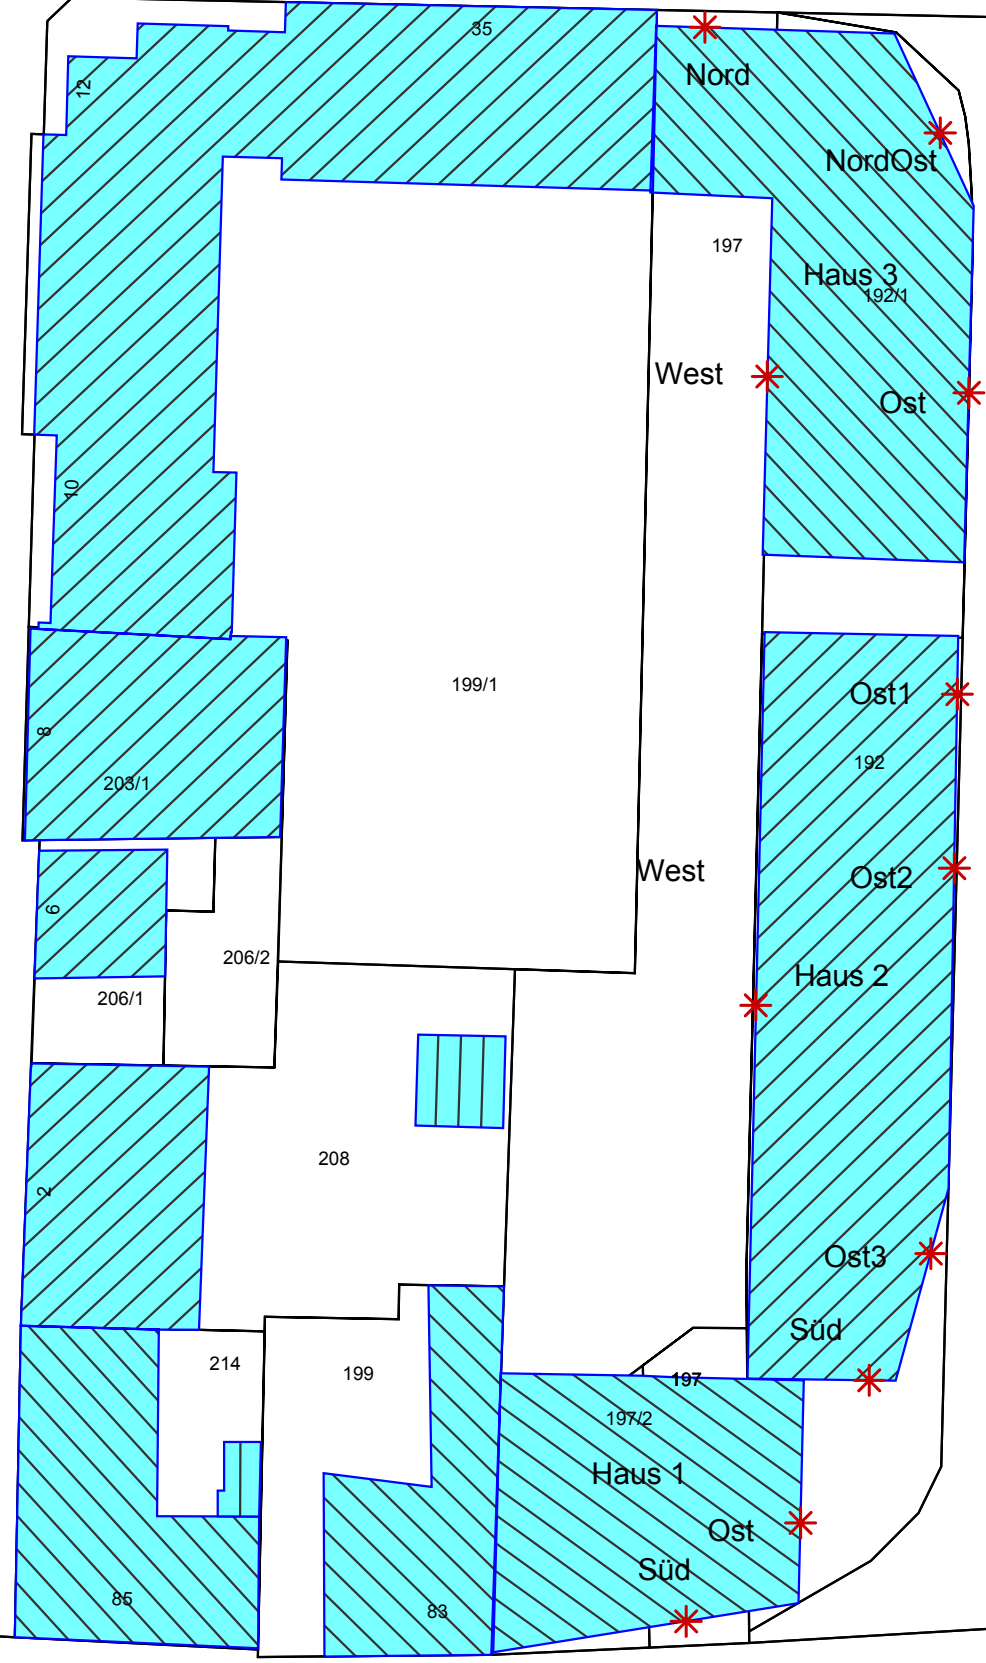 35
Nord
12
NordOst
197
Haus 3
192/1
West
Ost
10
199/1
Ost1
8
192
203/1
West
Ost2
6
206/2
Haus 2
206/1
208
2
Ost3
Süd
214
199
197
197/2
Haus 1
Ost
Süd
85
83